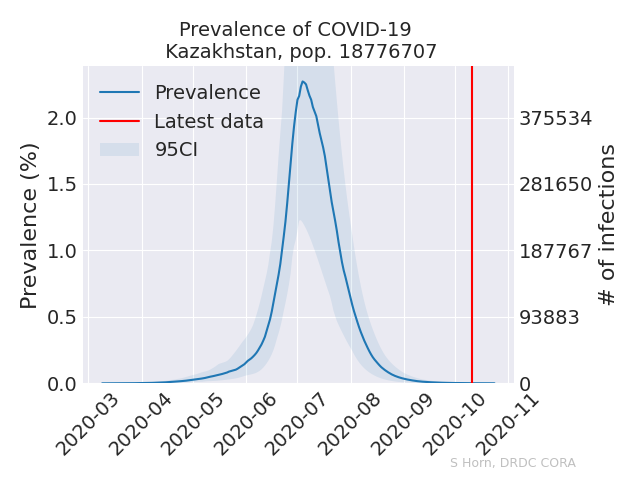 Prevalence of COVID-19
Kazakhstan, pop. 18776707
Prevalence
Latest data
95CI
Prevalence (%)
2.0
1.5
1.0
0.5
0.0
375534
281650
187767
93883
0
# of infections
2020-03
2020-04
2020-05
2020-06
2020-07
2020-08
2020-09
2020-10
2020-11
S Horn, DRDC CORA